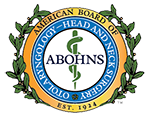 AMERICAN BOARD OF
OTOLARYNGOLOGY–HEAD AND NECK SURGERY
ABOHNS
EST. 1924